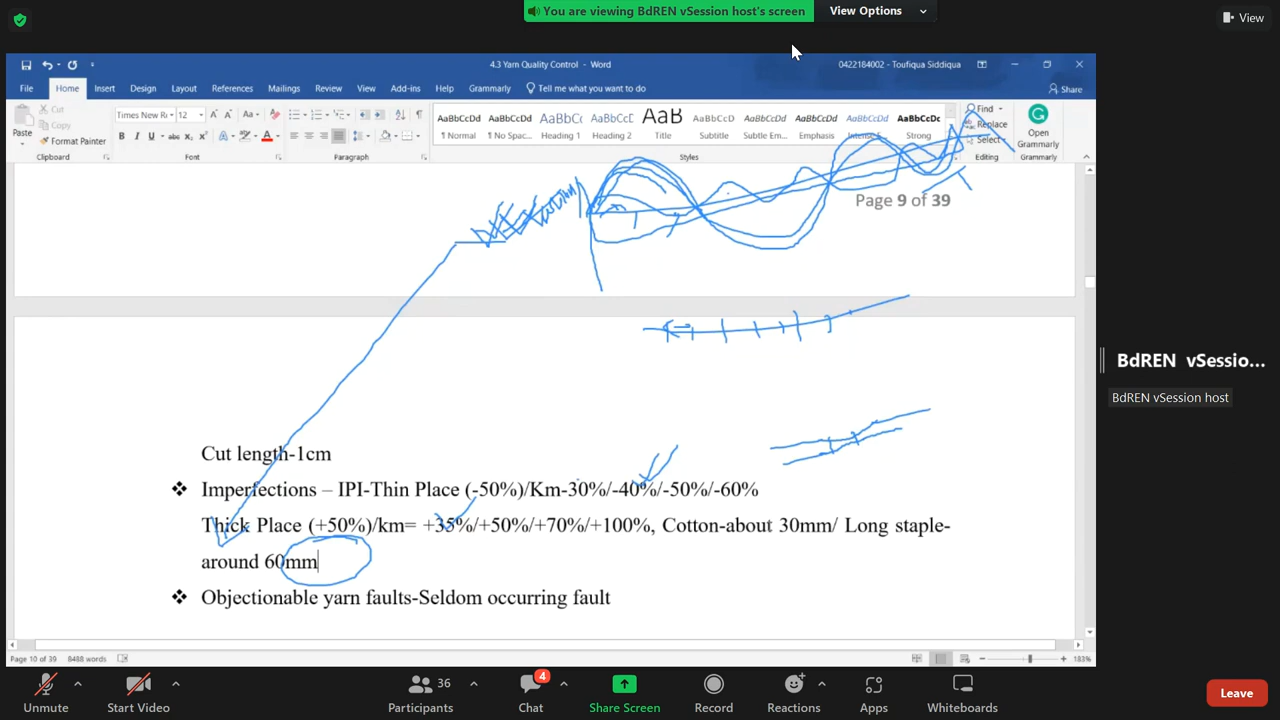 You are viewing BdREN vSession host's screen
View Options
View
4.3 Yarn Quality Control - Word
0422184002 - Toufiqua Siddiqua
File Home Insert Design Layout References Mailings Review View Add-ins Help Grammarly Tell me what you want to do
Share
Paste
Cut
Copy
Format Painter
Clipboard
Times New Ro 12
Font
Paragraph
AaBbCcDd AaBbCcDd AaBbCc AaBbCcD AaB AaBbCcD AaBbCcDd AaBbCcDd AaBbCcDd AaBbCcDd
¶ Normal ¶ No Spac... Heading 1 Heading 2 Title Subtitle Subtle Em... Emphasis Intense E... Strong
Styles
Find
Replace
Select
Editing
Open
Grammarly
Grammarly
Page 9 of 39
Cut length-1cm
❖ Imperfections – IPI-Thin Place (-50%)/Km-30%/-40%/-50%/-60%
Thick Place (+50%)/km= +35%/+50%/+70%/+100%, Cotton-about 30mm/ Long staple-
around 60mm
❖ Objectionable yarn faults-Seldom occurring fault
Page 10 of 39 8488 words
183%
BdREN vSessio...
BdREN vSession host
Unmute
Start Video
36
Participants
4
Chat
Share Screen
Record
Reactions
Apps
Whiteboards
Leave